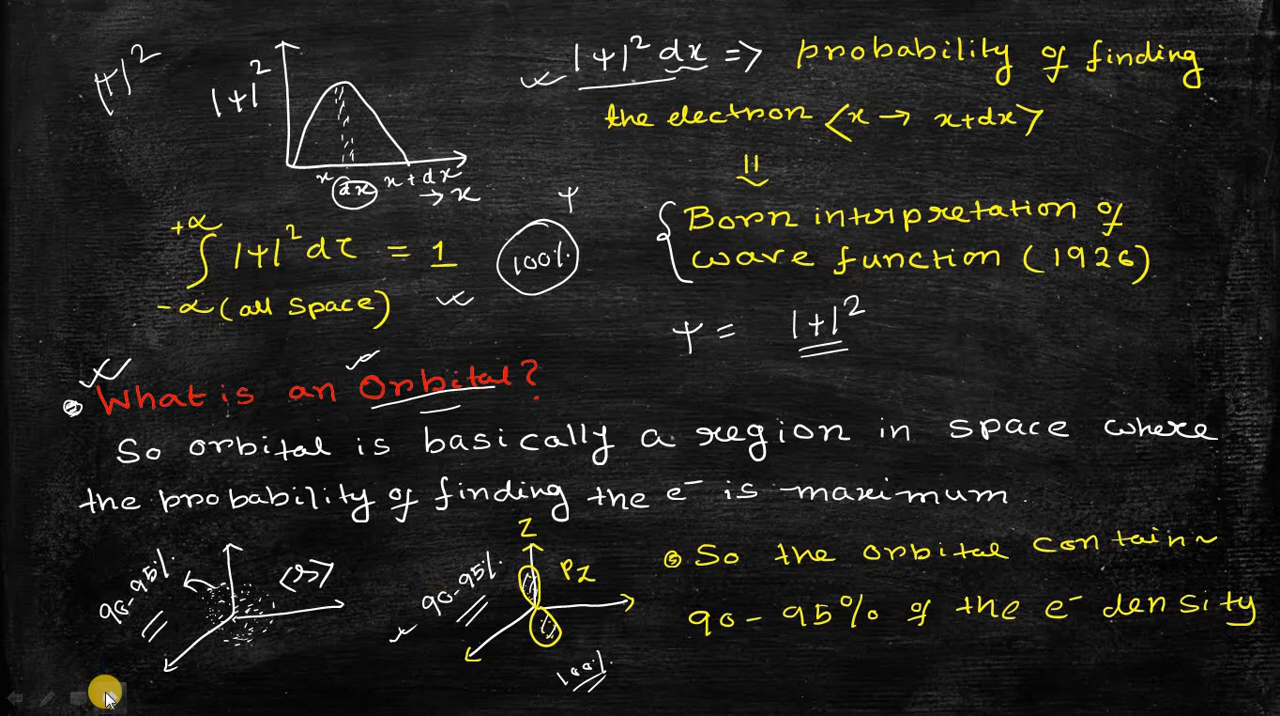 |ψ|²
|ψ|²
x dx x + dx
→ x
|ψ|² dx ⇒ probability of finding
the electron <x → x+dx>
Born interpretation of
wave function (1926)
+α
∫ |ψ|² dτ = 1
-α (all space)
100%
ψ
ψ = |ψ|²
What is an Orbital?
So orbital is basically a region in space where
the probability of finding the e⁻ is maximum.
90-95%
<s>
90-95%
Z
Pz
100%
So the orbital contain
90 - 95% of the e⁻ density